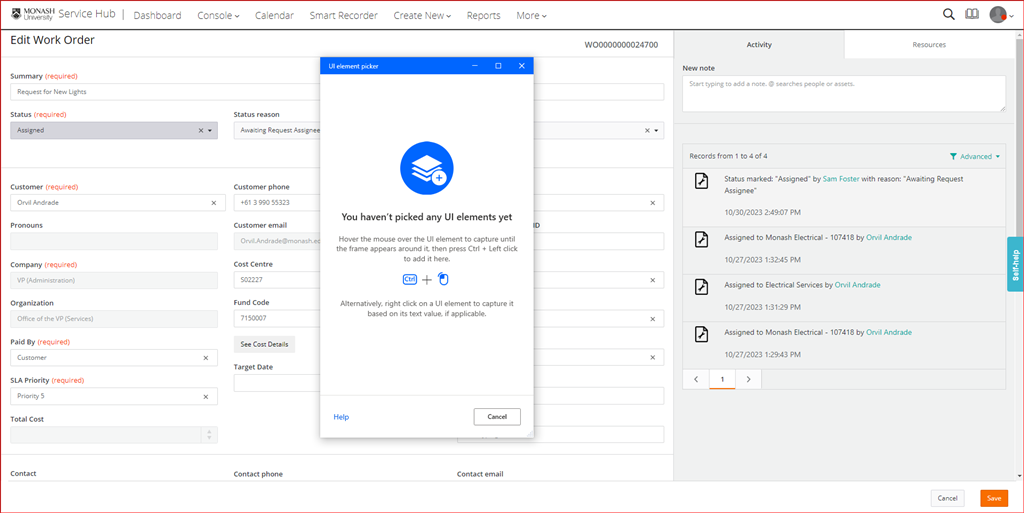 MONASH University Service Hub Dashboard Console Calendar Smart Recorder Create New Reports More
Edit Work Order
WO0000000024700
Summary (required)
Request for New Lights
Status (required)
Status reason
Assigned
Awaiting Request Assignee
Customer (required)
Customer phone
Orvil Andrade
+61 3 990 55323
Pronouns
Customer email
ID
Orvil.Andrade@monash.ed
Company (required)
Cost Centre
VP (Administration)
S02227
Organization
Fund Code
Office of the VP (Services)
7150007
Paid By (required)
See Cost Details
Customer
Target Date
SLA Priority (required)
Priority 5
Total Cost
Contact
Contact phone
Contact email
UI element picker
You haven't picked any UI elements yet
Hover the mouse over the UI element to capture until
the frame appears around it, then press Ctrl + Left click
to add it here.
Ctrl +
Alternatively, right click on a UI element to capture it
based on its text value, if applicable.
Help
Cancel
Activity
Resources
New note
Start typing to add a note. @ searches people or assets.
Records from 1 to 4 of 4
Advanced
Status marked: "Assigned" by Sam Foster with reason: "Awaiting Request
Assignee"
10/30/2023 2:49:07 PM
Assigned to Monash Electrical - 107418 by Orvil Andrade
10/27/2023 1:32:45 PM
Assigned to Electrical Services by Orvil Andrade
10/27/2023 1:31:29 PM
Assigned to Monash Electrical - 107418 by Orvil Andrade
10/27/2023 1:29:43 PM
1
Self-help
Cancel
Save